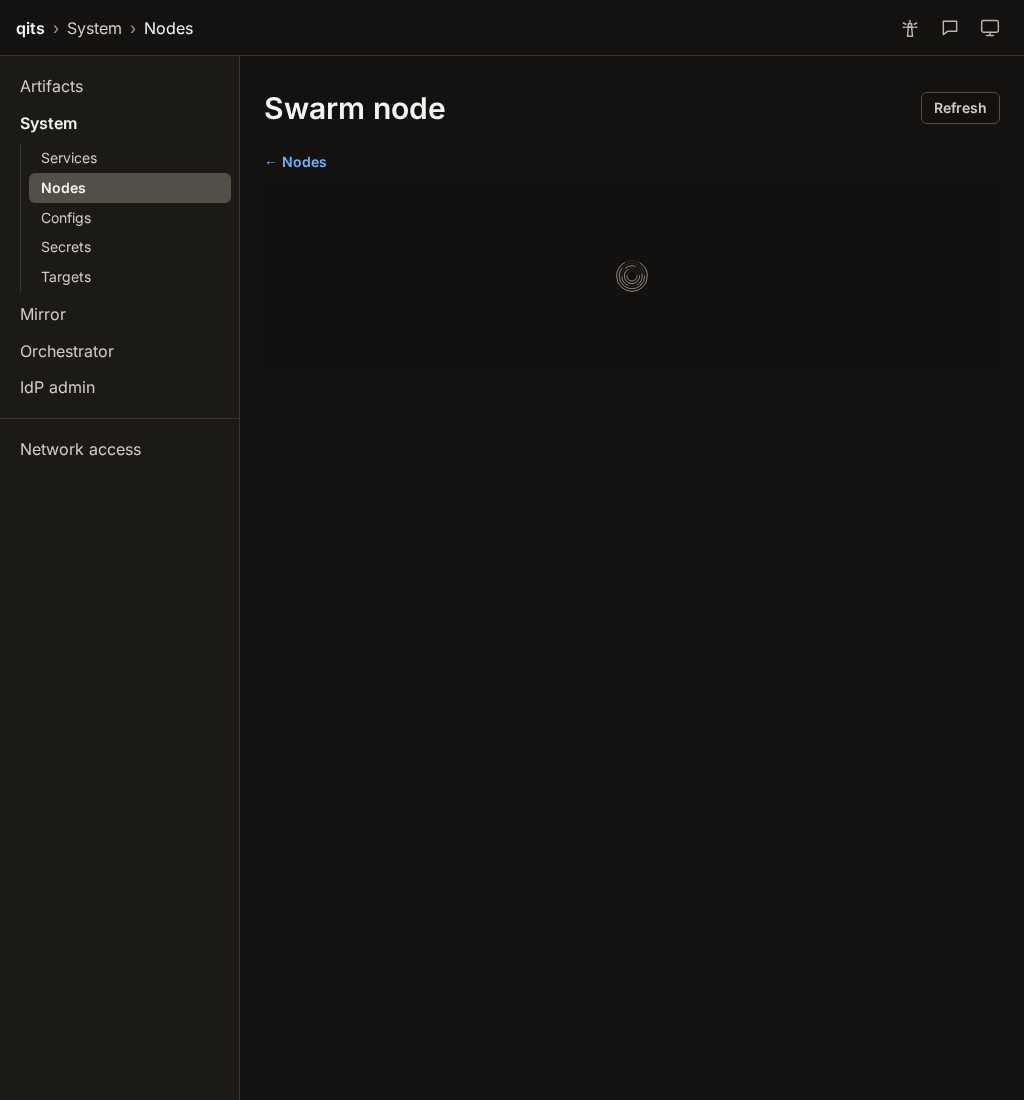 qits › System › Nodes
Artifacts
System
Services
Nodes
Configs
Secrets
Targets
Mirror
Orchestrator
IdP admin
Network access
Swarm node
Refresh
← Nodes